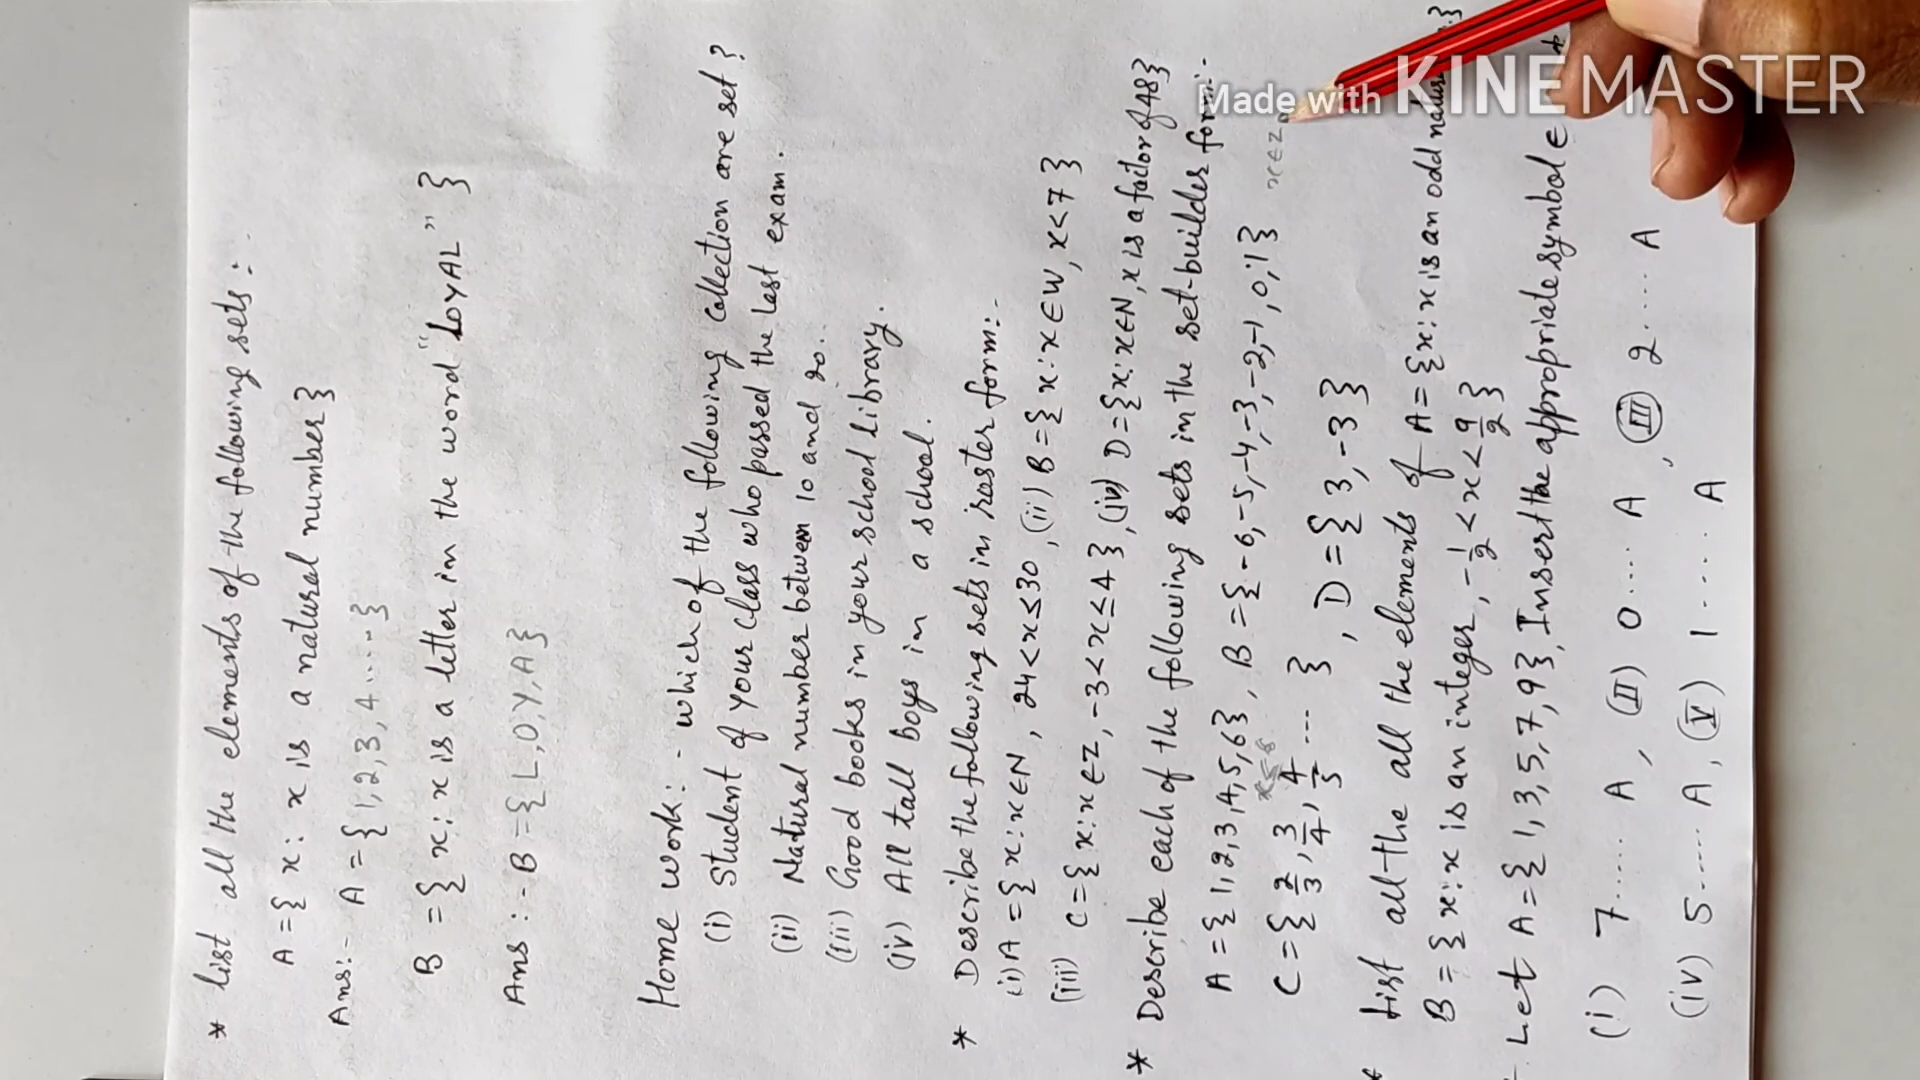 * List all the elements of the following sets:
A={ x: x is a natural number}
Ans:- A={1,2,3,4.....}
B ={ x: x is a letter in the word "LOYAL" }
Ans :- B={L,O,Y,A}
Home work:- which of the following collection are set?
(i) Student of your class who passed the last exam.
(ii) Natural number between 10 and 20.
(iii) Good books in your school library.
(iv) All tall boys in a school.
* Describe the following sets in roster form:-
(i) A={x:x∈N, 24<x≤30 ,(ii) B={x:x∈W, x<7}
(iii) C={x:x∈Z,-3<x≤4},(iv) D={x:x∈N,x is a factor of 48}
* Describe each of the following sets in the set-builder form:-
A={1,2,3,4,5,6}, B={-6,-5,-4,-3,-2,-1,0,1} x∈Z
C={2/3, 3/4, 4/5 ... } , D={3,-3}
* List all the all the elements of A={x:x is an odd
B={x:x is an integer, -1/2<x<9/2}
Let A={1,3,5,7,9}, Insert the appropriate symbol ∈
(i) 7..... A, (II) 0.... A, (III) 2.... A
(iv) 5..... A, (V) 1.... A
Made with KINEMASTER